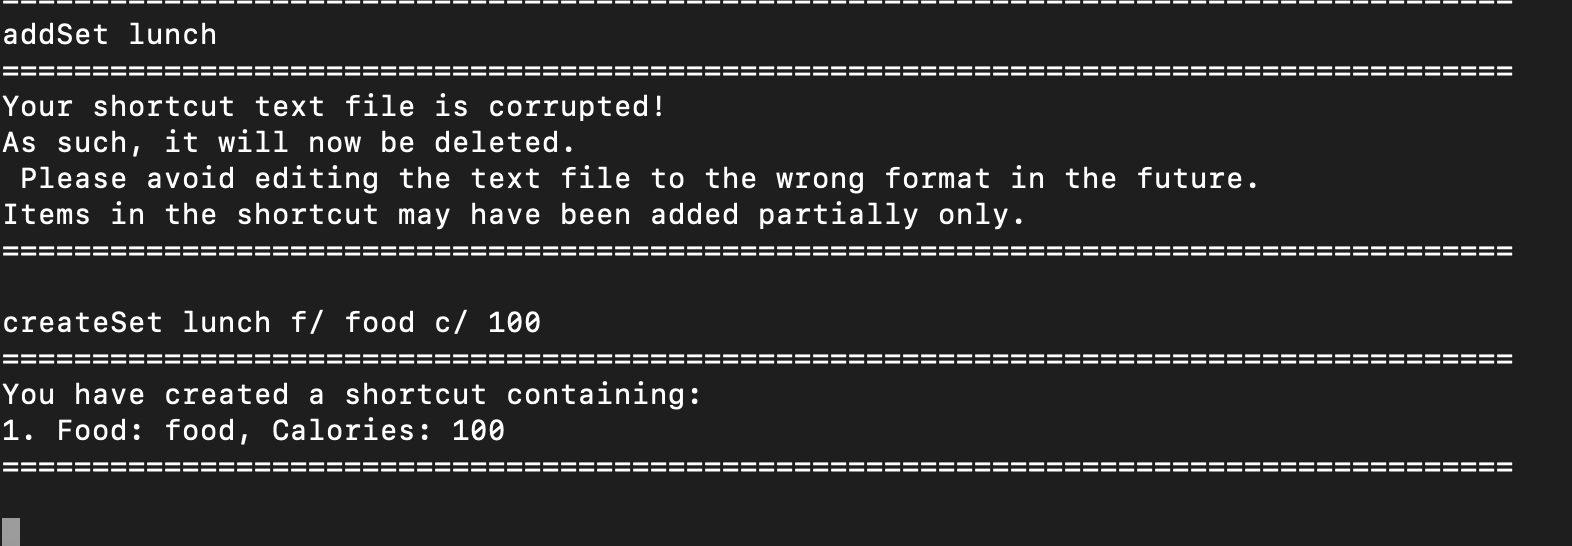 ====================================================================================
addSet lunch
====================================================================================
Your shortcut text file is corrupted!
As such, it will now be deleted.
 Please avoid editing the text file to the wrong format in the future.
Items in the shortcut may have been added partially only.
====================================================================================
createSet lunch f/ food c/ 100
====================================================================================
You have created a shortcut containing:
1. Food: food, Calories: 100
====================================================================================